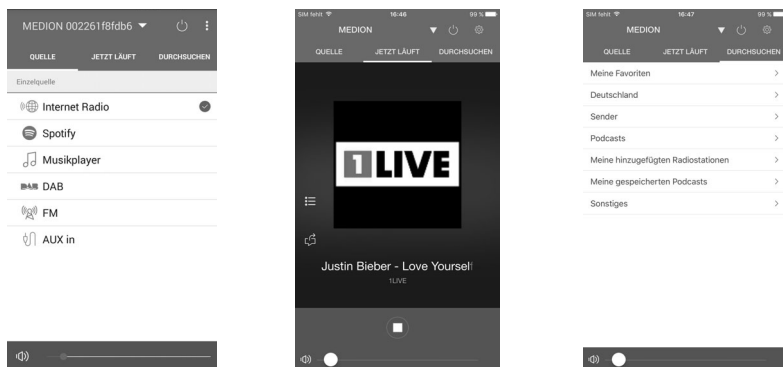 MEDION 002261f8fdb6
QUELLE JETZT LÄUFT DURCHSUCHEN
Einzelquelle
Internet Radio
Spotify
Musikplayer
DAB DAB
FM
AUX in
SIM fehlt 16:46 99 %
MEDION
QUELLE JETZT LÄUFT DURCHSUCHEN
1LIVE
Justin Bieber - Love Yourself
1LIVE
SIM fehlt 16:47 99 %
MEDION
QUELLE JETZT LÄUFT DURCHSUCHEN
Meine Favoriten
Deutschland
Sender
Podcasts
Meine hinzugefügten Radiostationen
Meine gespeicherten Podcasts
Sonstiges